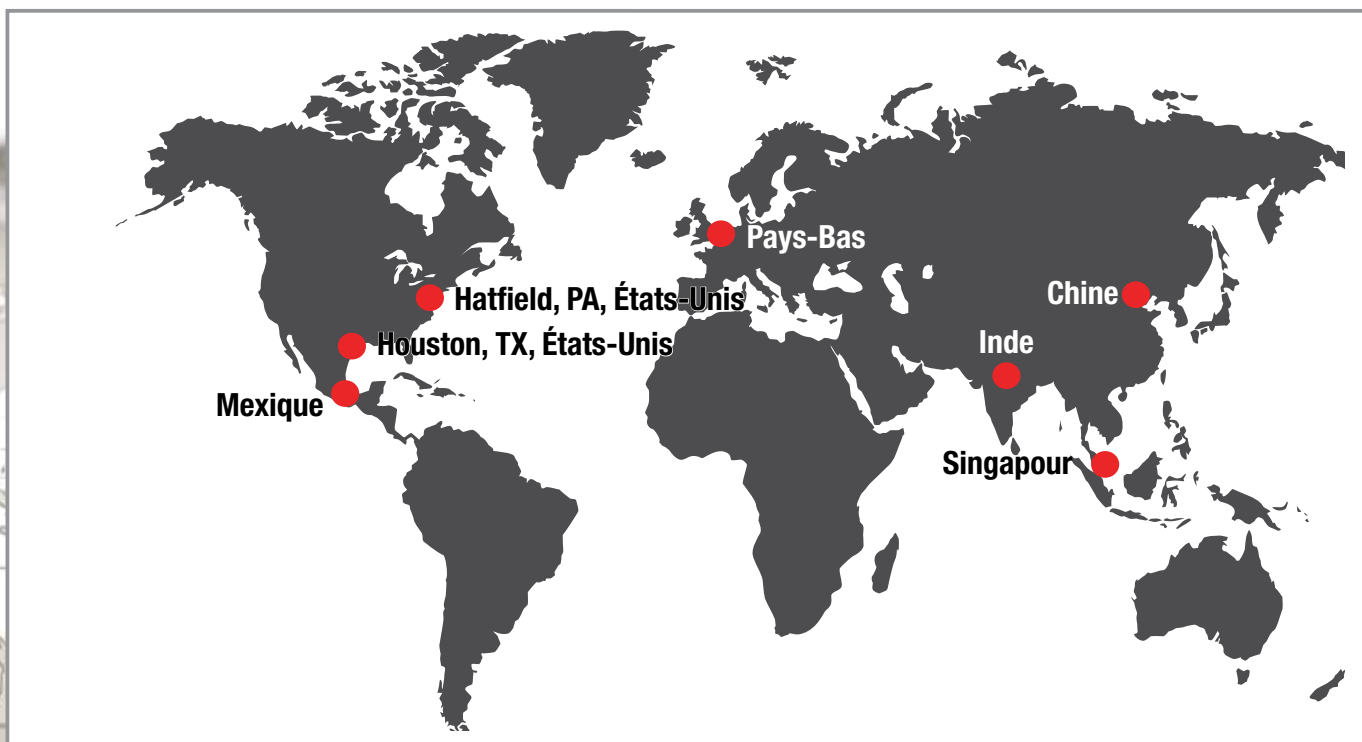 Pays-Bas
Hatfield, PA, États-Unis
Chine
Houston, TX, États-Unis
Inde
Mexique
Singapour